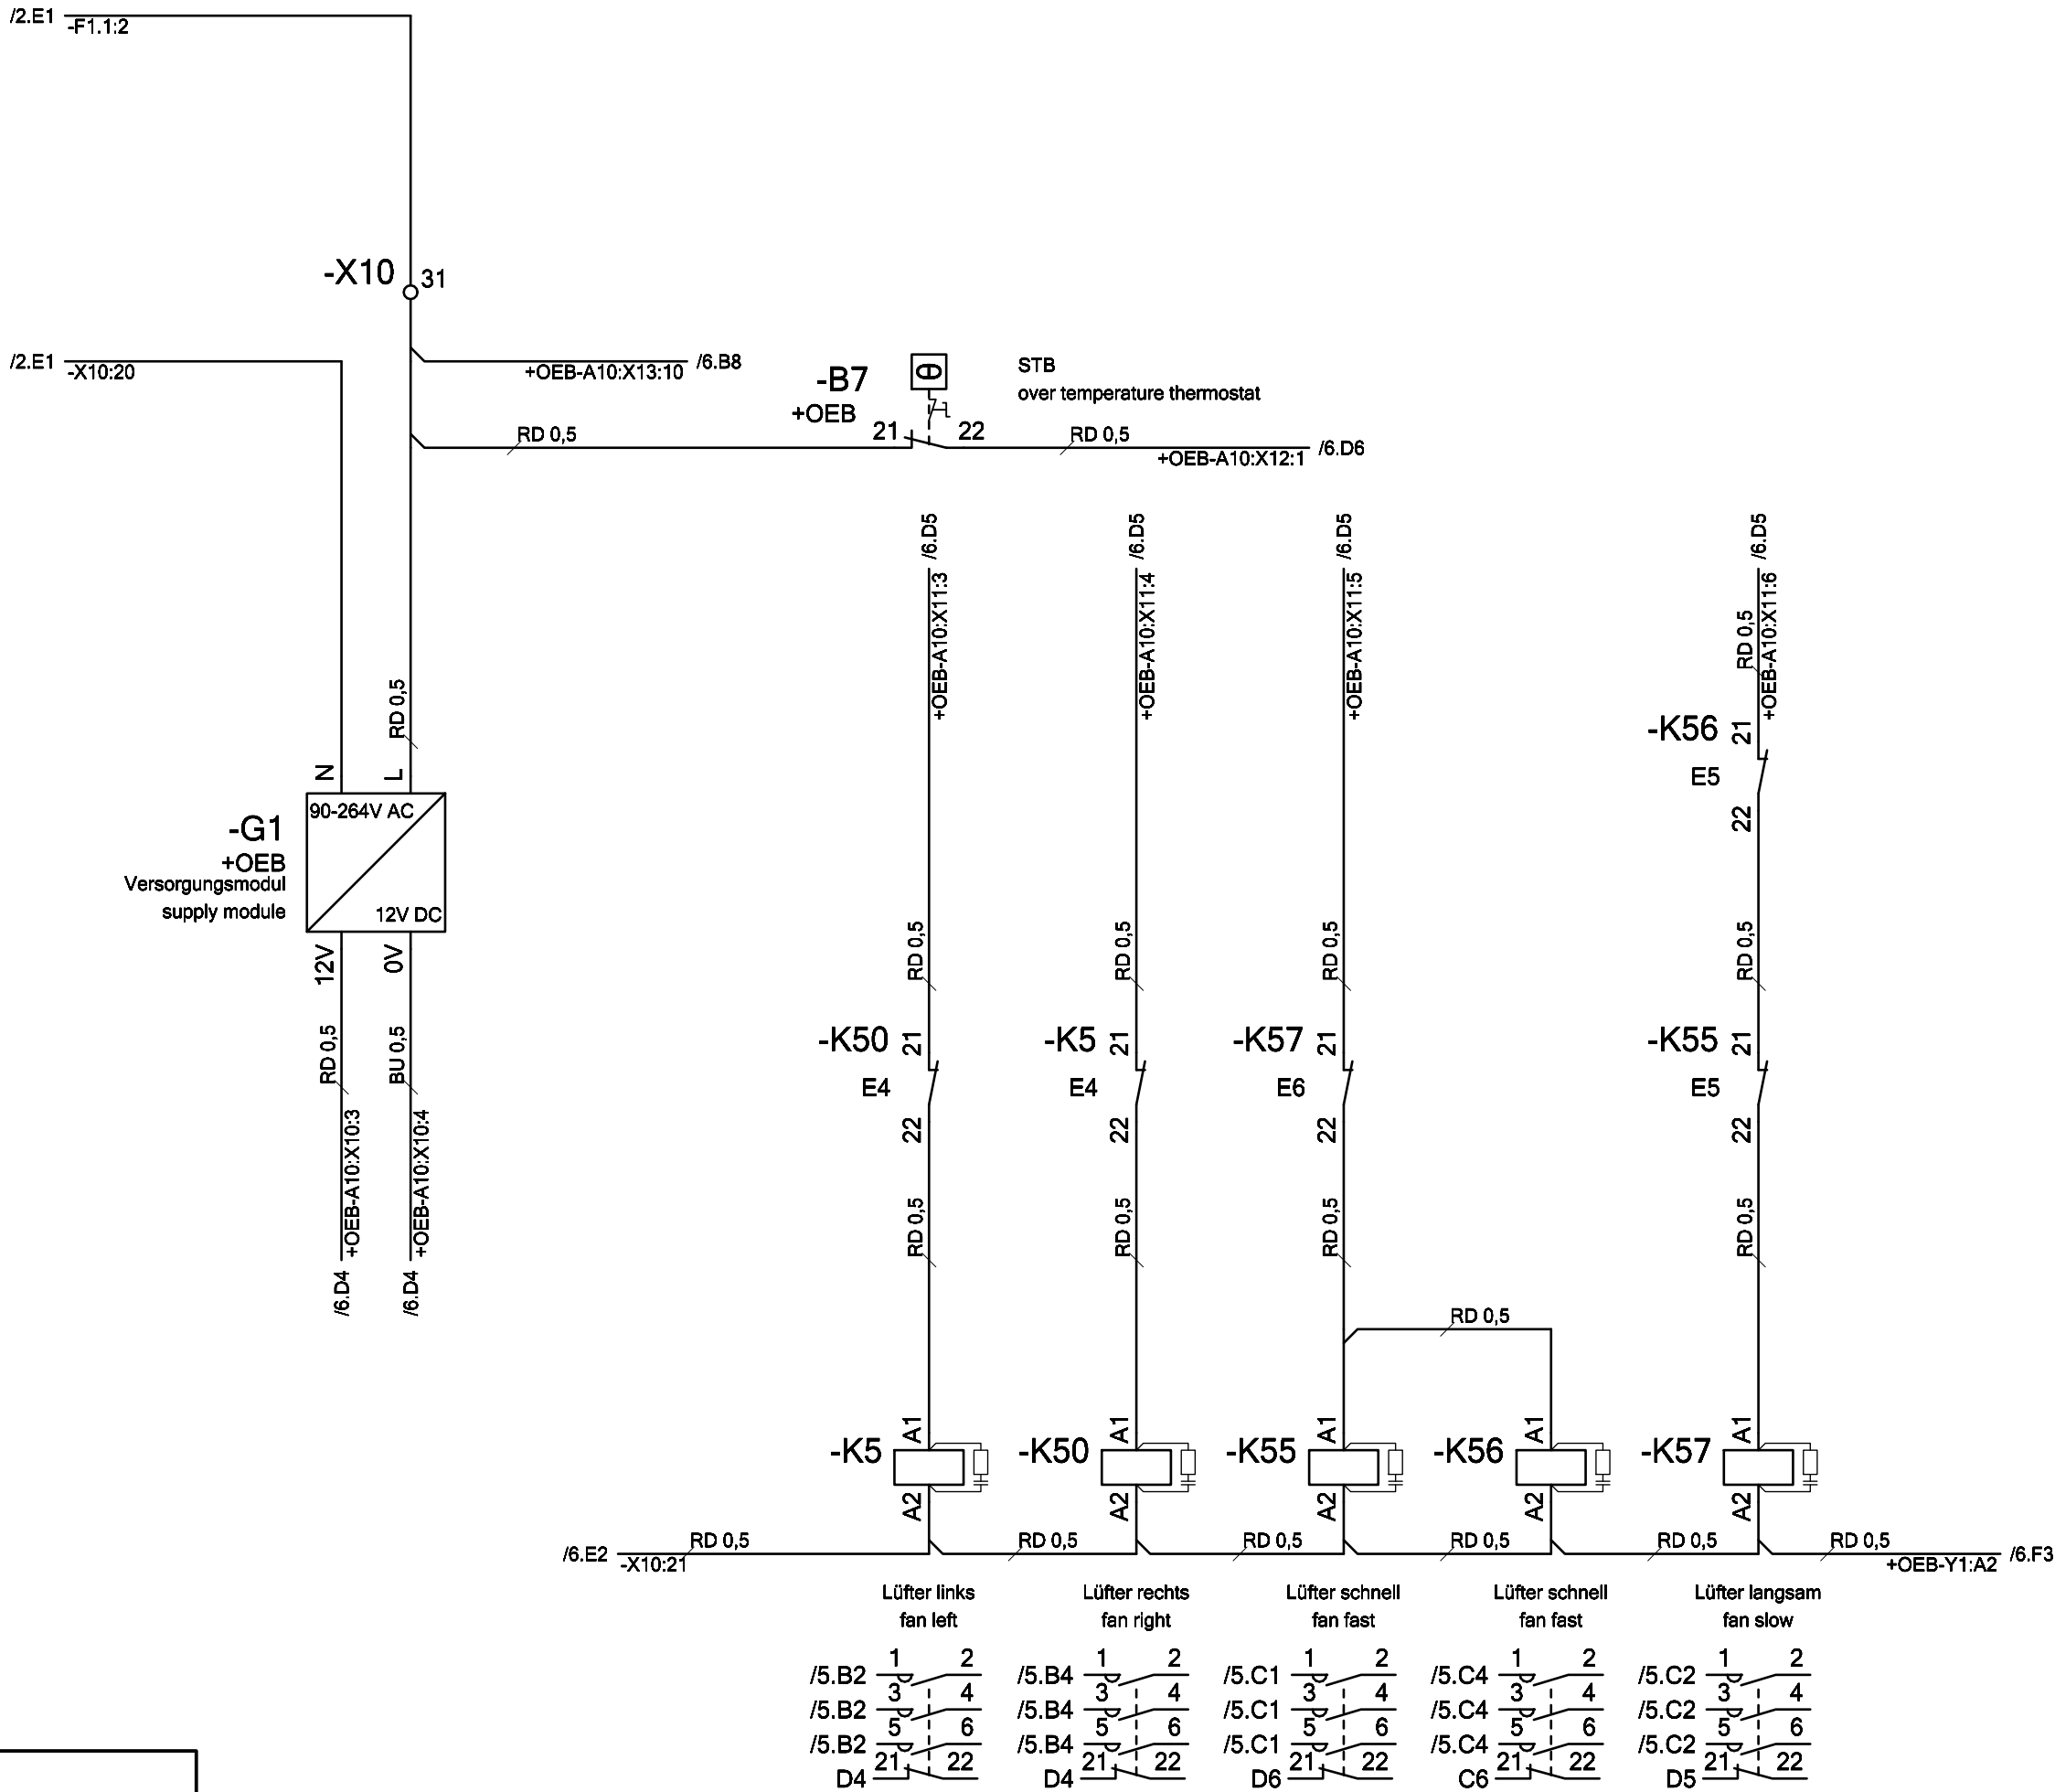 /2.E1
-F1.1:2
-X10
31
/2.E1
-X10:20
+OEB-A10:X13:10
/6.B8
-B7
+OEB
STB
over temperature thermostat
θ
RD 0,5
21
22
RD 0,5
+OEB-A10:X12:1
/6.D6
/6.D5
+OEB-A10:X11:3
/6.D5
+OEB-A10:X11:4
/6.D5
+OEB-A10:X11:5
/6.D5
+OEB-A10:X11:6
RD 0,5
RD 0,5
N
L
-G1
+OEB
Versorgungsmodul
supply module
90-264V AC
12V DC
12V
0V
RD 0,5
BU 0,5
+OEB-A10:X10:3
+OEB-A10:X10:4
/6.D4
/6.D4
-K56
21
E5
22
RD 0,5
RD 0,5
RD 0,5
RD 0,5
-K50
21
E4
22
-K5
21
E4
22
-K57
21
E6
22
-K55
21
E5
22
RD 0,5
RD 0,5
RD 0,5
RD 0,5
RD 0,5
-K5
A1
A2
-K50
A1
A2
-K55
A1
A2
-K56
A1
A2
-K57
A1
A2
/6.E2
-X10:21
RD 0,5
RD 0,5
RD 0,5
RD 0,5
RD 0,5
RD 0,5
+OEB-Y1:A2
/6.F3
Lüfter links
fan left
Lüfter rechts
fan right
Lüfter schnell
fan fast
Lüfter schnell
fan fast
Lüfter langsam
fan slow
/5.B2 1 2
/5.B2 3 4
/5.B2 5 6
D4 21 22
/5.B4 1 2
/5.B4 3 4
/5.B4 5 6
D4 21 22
/5.C1 1 2
/5.C1 3 4
/5.C1 5 6
D6 21 22
/5.C4 1 2
/5.C4 3 4
/5.C4 5 6
C6 21 22
/5.C2 1 2
/5.C2 3 4
/5.C2 5 6
D5 21 22